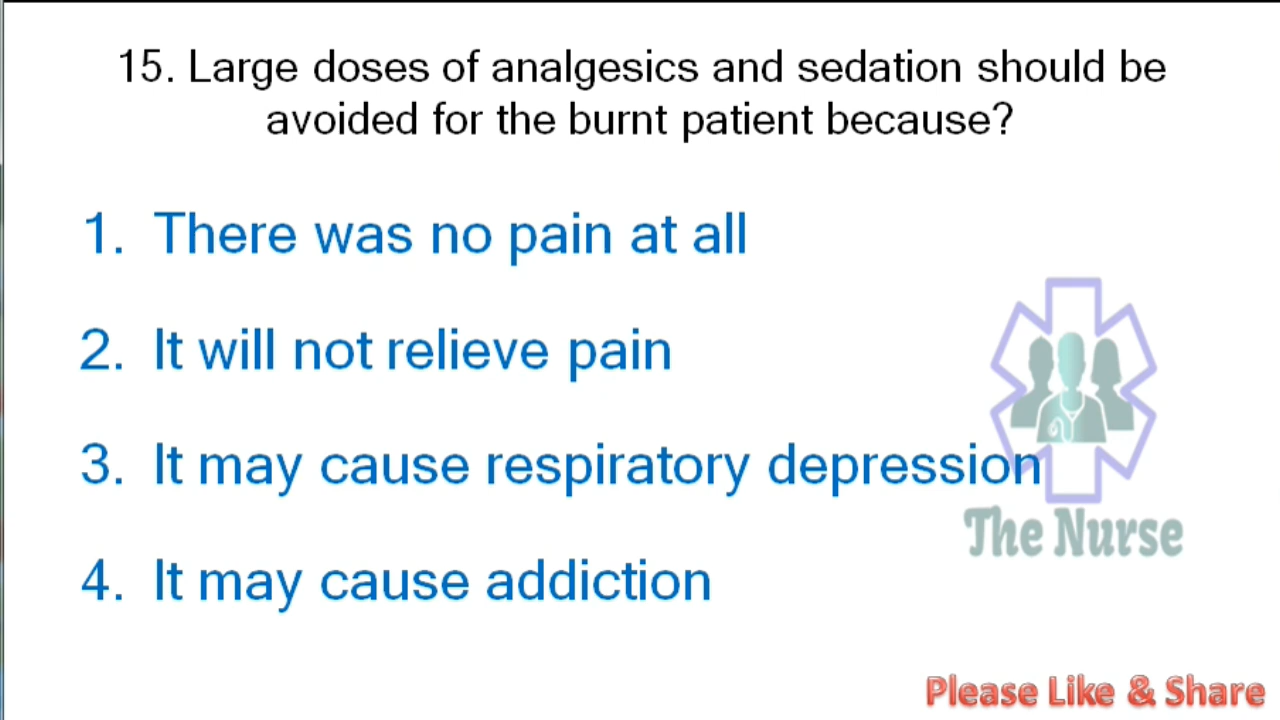 15. Large doses of analgesics and sedation should be
avoided for the burnt patient because?
1. There was no pain at all
2. It will not relieve pain
3. It may cause respiratory depression
4. It may cause addiction
The Nurse
Please Like & Share